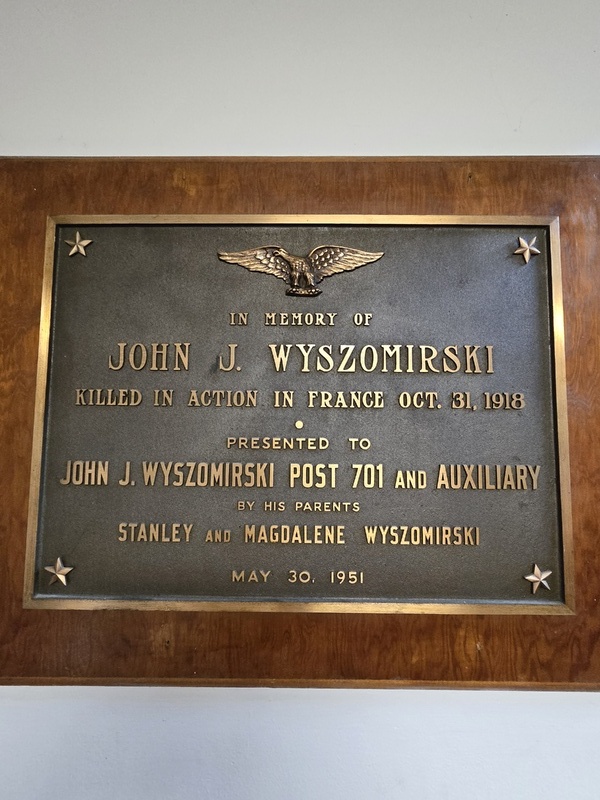 IN MEMORY OF
JOHN J. WYSZOMIRSKI
KILLED IN ACTION IN FRANCE OCT. 31, 1918
PRESENTED TO
JOHN J. WYSZOMIRSKI POST 701 AND AUXILIARY
BY HIS PARENTS
STANLEY AND MAGDALENE WYSZOMIRSKI
MAY 30, 1951